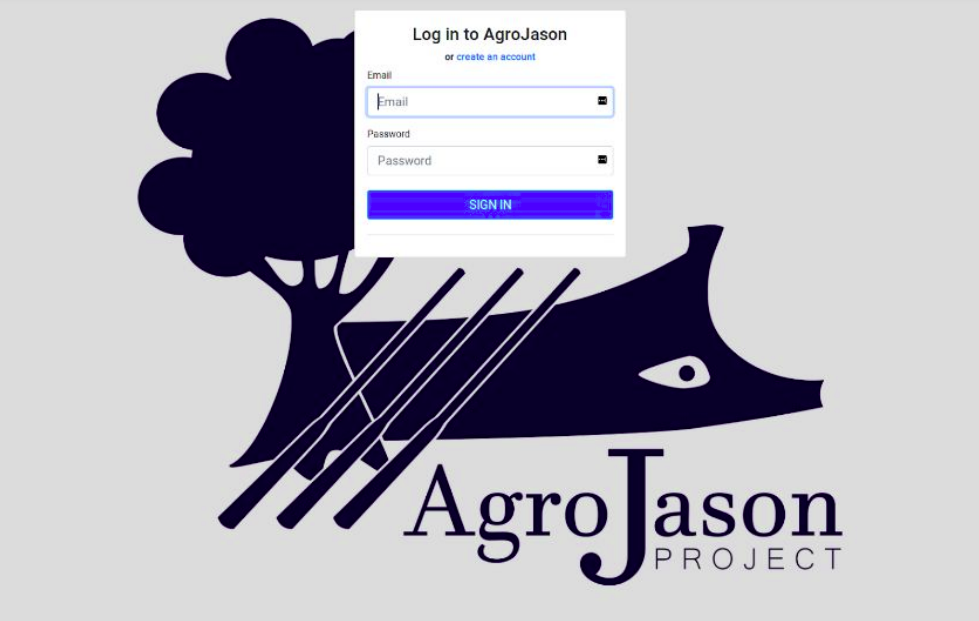 Log in to AgroJason
or create an account
Email
Email
Password
Password
SIGN IN
AgroJason
PROJECT